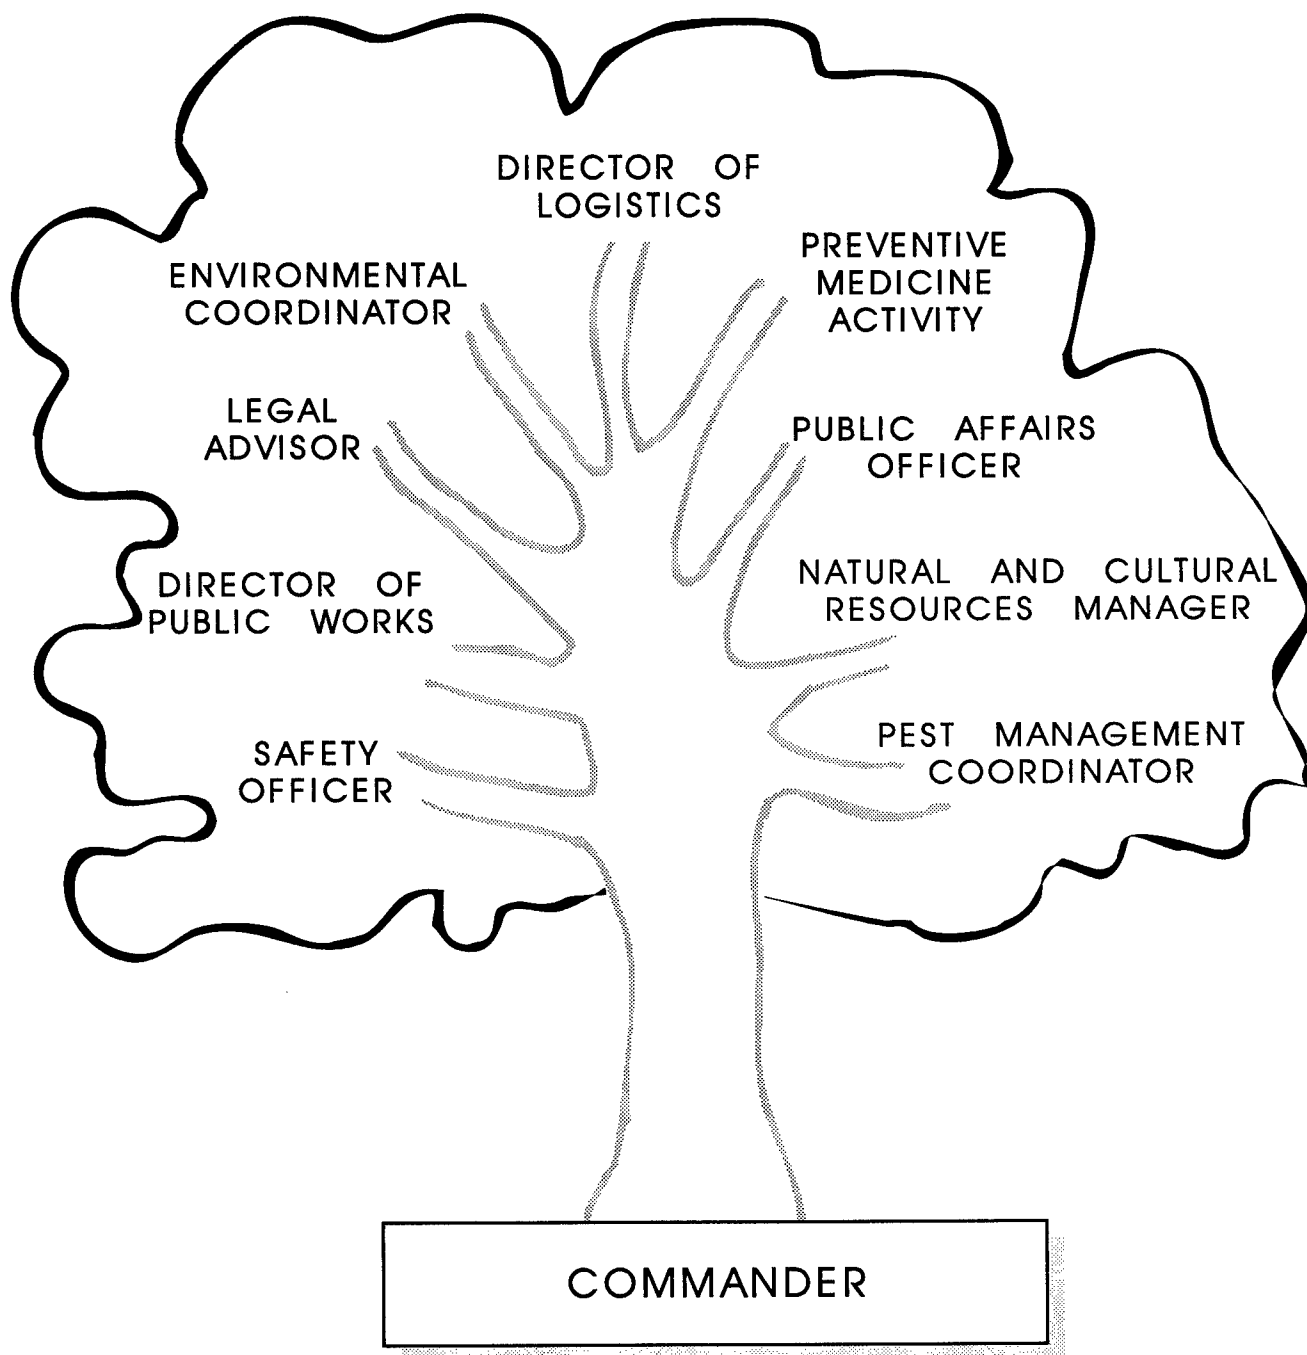 DIRECTOR OF
LOGISTICS
PREVENTIVE
MEDICINE
ACTIVITY
ENVIRONMENTAL
COORDINATOR
LEGAL
ADVISOR
PUBLIC AFFAIRS
OFFICER
DIRECTOR OF
PUBLIC WORKS
NATURAL AND CULTURAL
RESOURCES MANAGER
SAFETY
OFFICER
PEST MANAGEMENT
COORDINATOR
COMMANDER